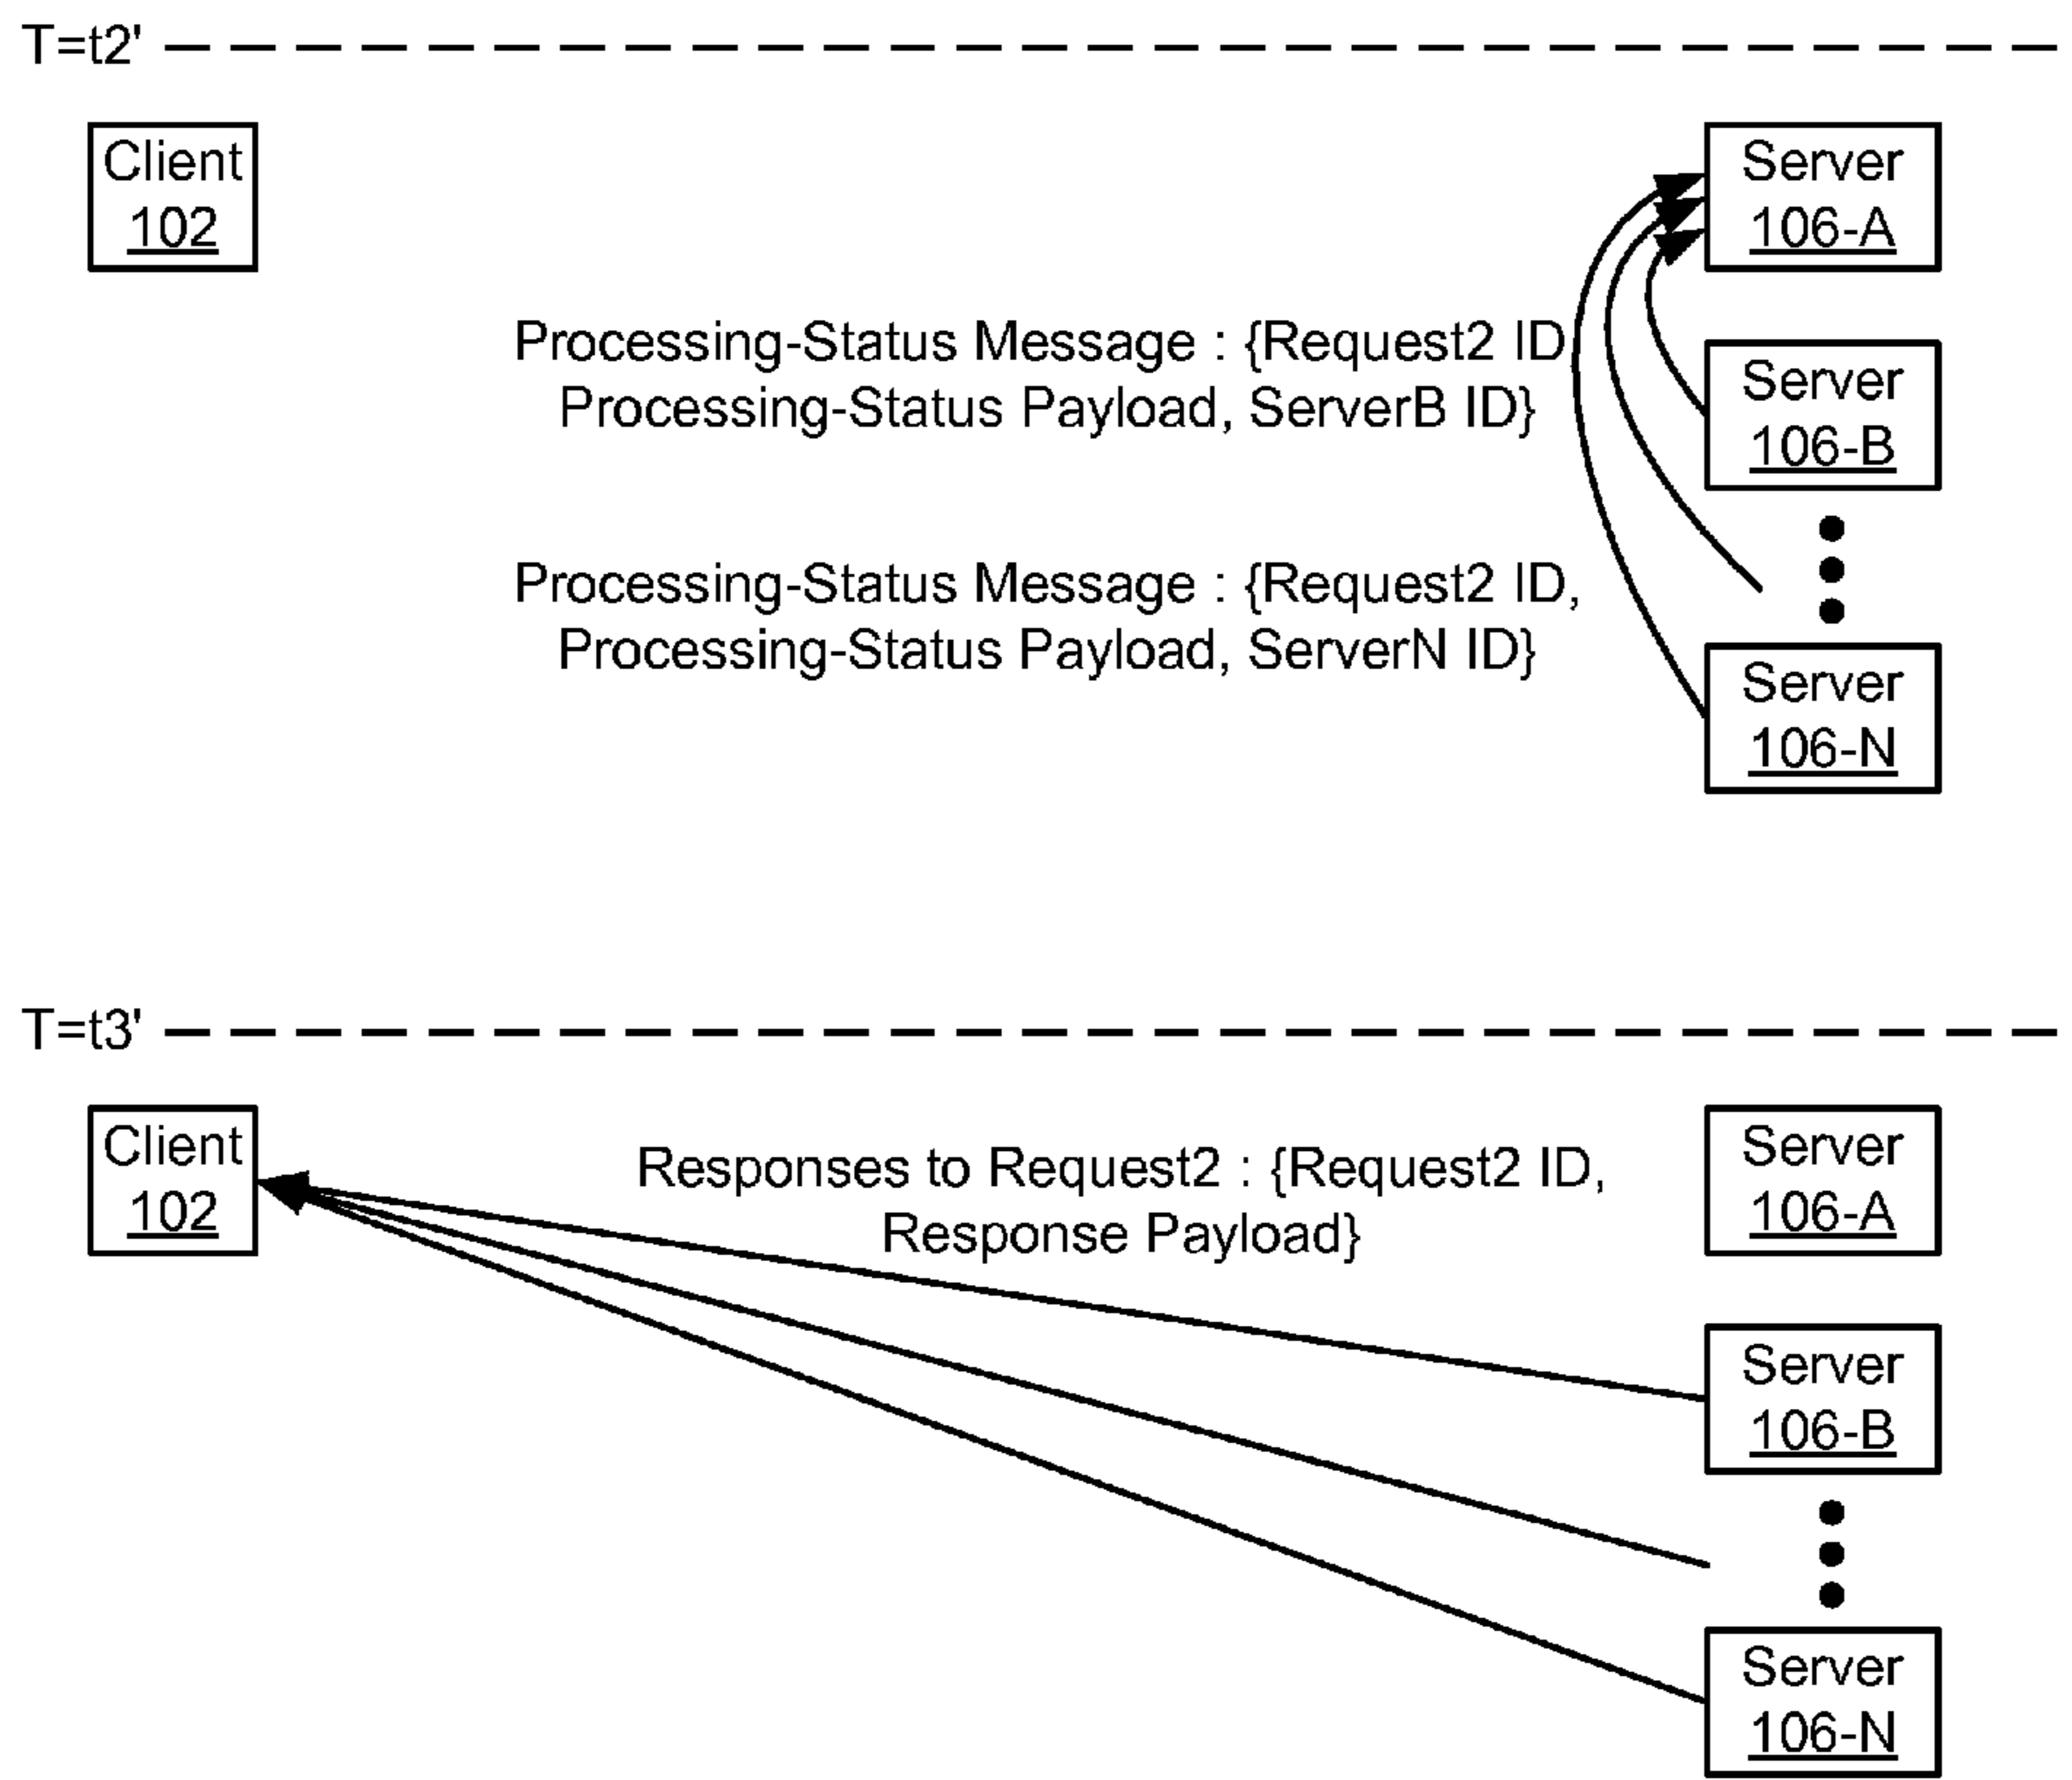 T=t2'
Client
102
Server
106-A
Processing-Status Message : {Request2 ID
Processing-Status Payload, ServerB ID}
Server
106-B
Processing-Status Message : {Request2 ID,
Processing-Status Payload, ServerN ID}
Server
106-N
T=t3'
Client
102
Responses to Request2 : {Request2 ID,
Response Payload}
Server
106-A
Server
106-B
Server
106-N